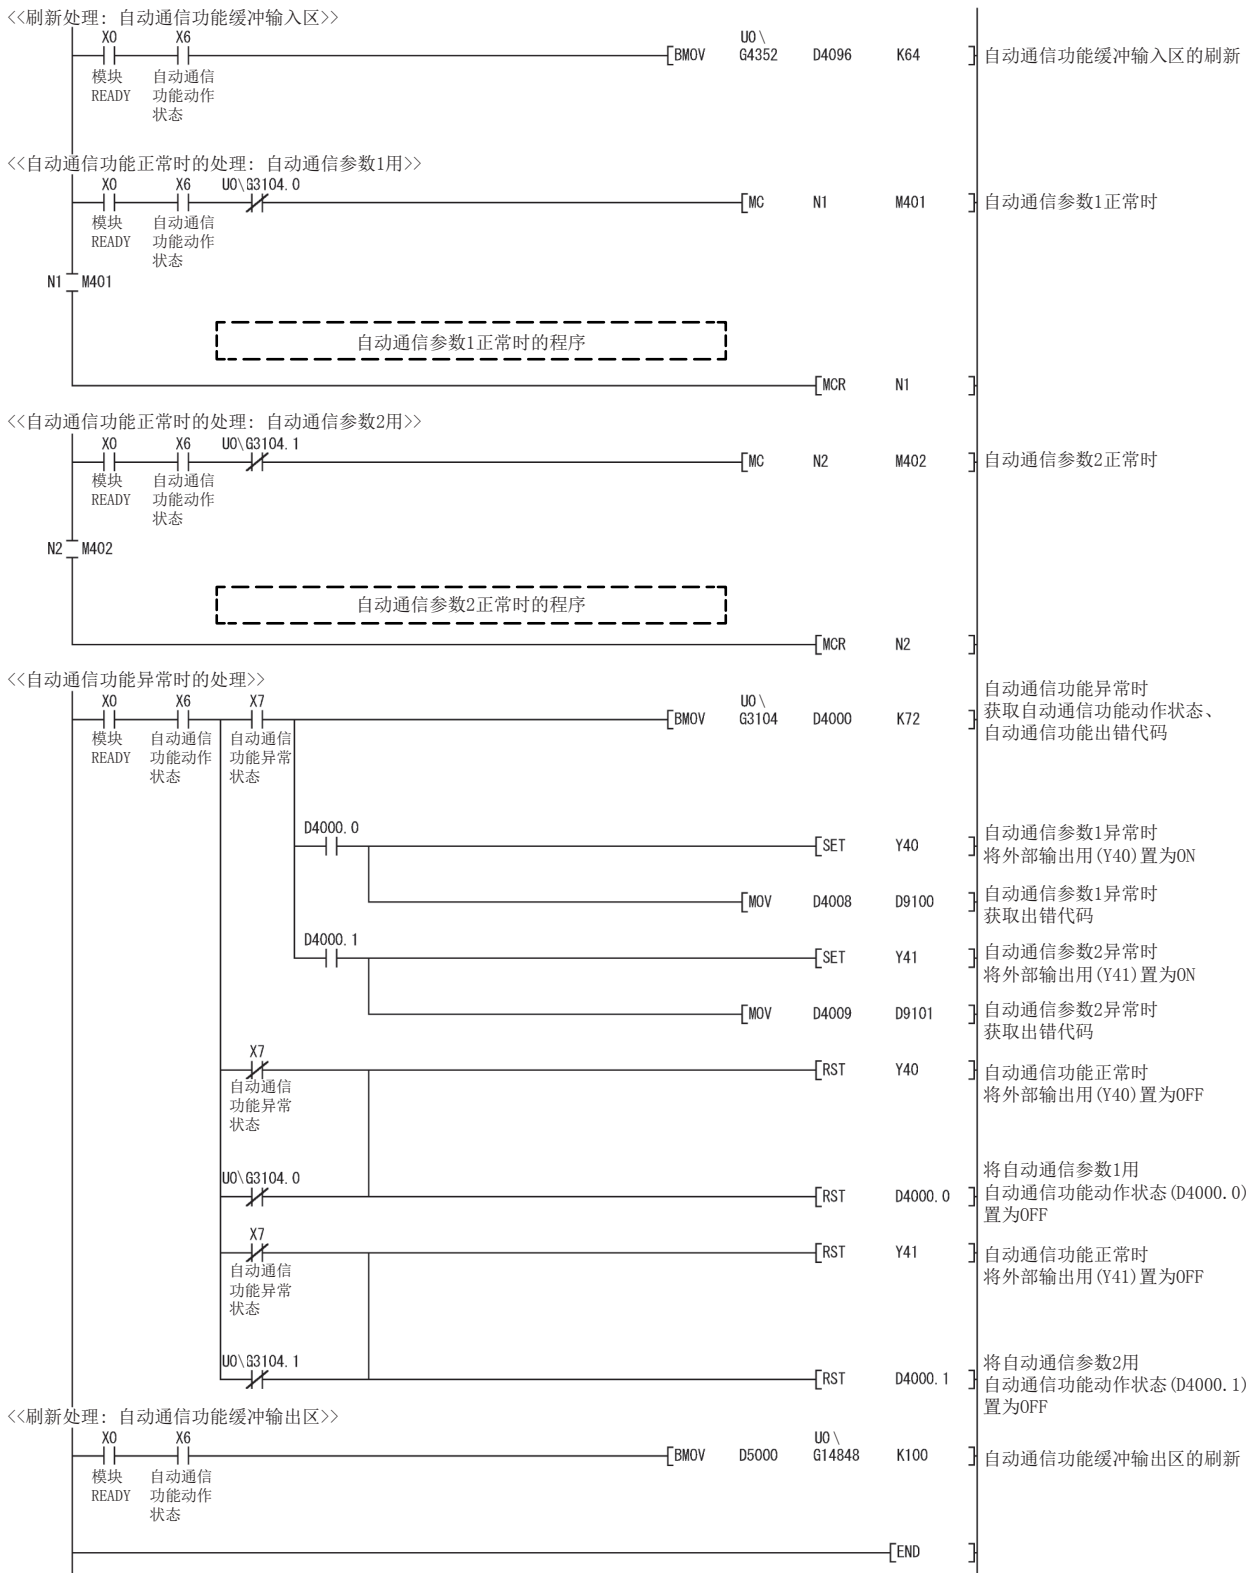 <<刷新处理: 自动通信功能缓冲输入区>>
X0 X6 U0\
BMOV G4352 D4096 K64 自动通信功能缓冲输入区的刷新
模块 自动通信
READY 功能动作
状态
<<自动通信功能正常时的处理: 自动通信参数1用>>
X0 X6 U0\G3104.0
MC N1 M401 自动通信参数1正常时
模块 自动通信
READY 功能动作
状态
N1 M401
自动通信参数1正常时的程序
MCR N1
<<自动通信功能正常时的处理: 自动通信参数2用>>
X0 X6 U0\G3104.1
MC N2 M402 自动通信参数2正常时
模块 自动通信
READY 功能动作
状态
N2 M402
自动通信参数2正常时的程序
MCR N2
<<自动通信功能异常时的处理>>
自动通信功能异常时
X0 X6 X7 U0\
BMOV G3104 D4000 K72 获取自动通信功能动作状态、
自动通信功能出错代码
模块 自动通信 自动通信
READY 功能动作 功能异常
状态 状态
D4000.0 自动通信参数1异常时
SET Y40 将外部输出用(Y40)置为ON
自动通信参数1异常时
MOV D4008 D9100 获取出错代码
D4000.1 自动通信参数2异常时
SET Y41 将外部输出用(Y41)置为ON
自动通信参数2异常时
MOV D4009 D9101 获取出错代码
X7
RST Y40 自动通信功能正常时
将外部输出用(Y40)置为OFF
自动通信
功能异常
状态
将自动通信参数1用
U0\G3104.0
RST D4000.0 自动通信功能动作状态(D4000.0)
置为OFF
X7
RST Y41 自动通信功能正常时
将外部输出用(Y41)置为OFF
自动通信
功能异常
状态
将自动通信参数2用
U0\G3104.1
RST D4000.1 自动通信功能动作状态(D4000.1)
置为OFF
<<刷新处理: 自动通信功能缓冲输出区>>
X0 X6 U0\
BMOV D5000 G14848 K100 自动通信功能缓冲输出区的刷新
模块 自动通信
READY 功能动作
状态
END